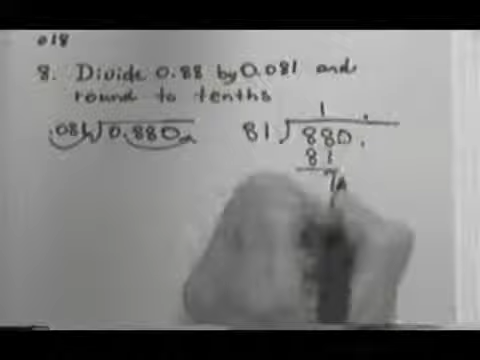 018
8. Divide 0.88 by 0.081 and
round to tenths
1 .
.081 0.880 81 880.
81
7